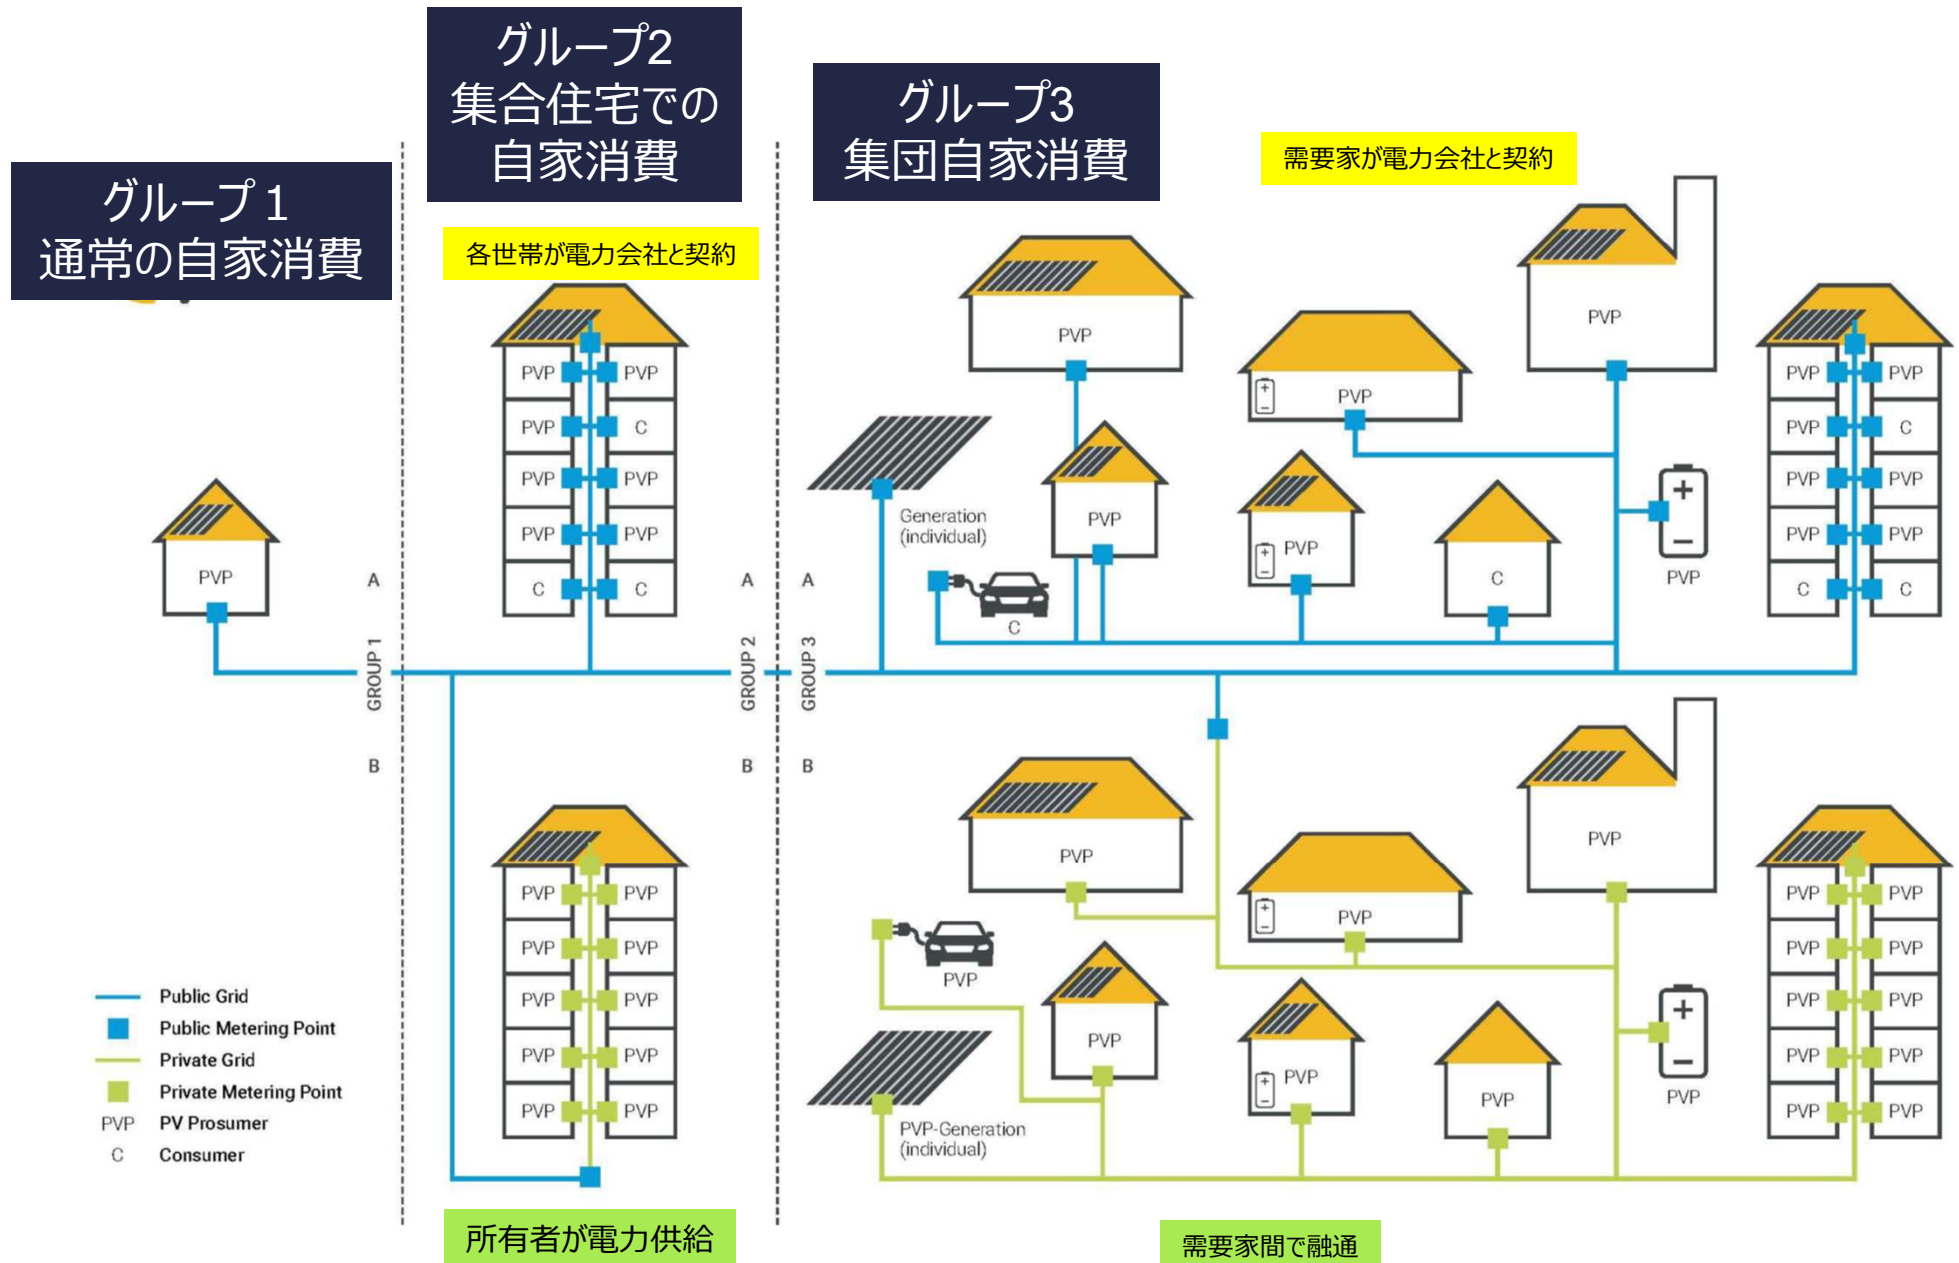 グループ1
通常の自家消費
グループ2
集合住宅での
自家消費
各世帯が電力会社と契約
グループ3
集団自家消費
需要家が電力会社と契約
PVP
A
GROUP 1
B
PVP
PVP
PVP
C
PVP
PVP
PVP
PVP
C
C
A
GROUP 2
B
PVP
PVP
PVP
PVP
PVP
PVP
PVP
PVP
PVP
PVP
所有者が電力供給
A
GROUP 3
B
PVP
PVP
PVP
Generation
(individual)
PVP
PVP
C
C
PVP
PVP
PVP
PVP
C
PVP
PVP
PVP
PVP
C
C
PVP
PVP
PVP
PVP
PVP
PVP
PVP
PVP
PVP-Generation
(individual)
PVP
PVP
PVP
PVP
PVP
PVP
PVP
PVP
PVP
PVP
需要家間で融通
Public Grid
Public Metering Point
Private Grid
Private Metering Point
PVP PV Prosumer
C Consumer